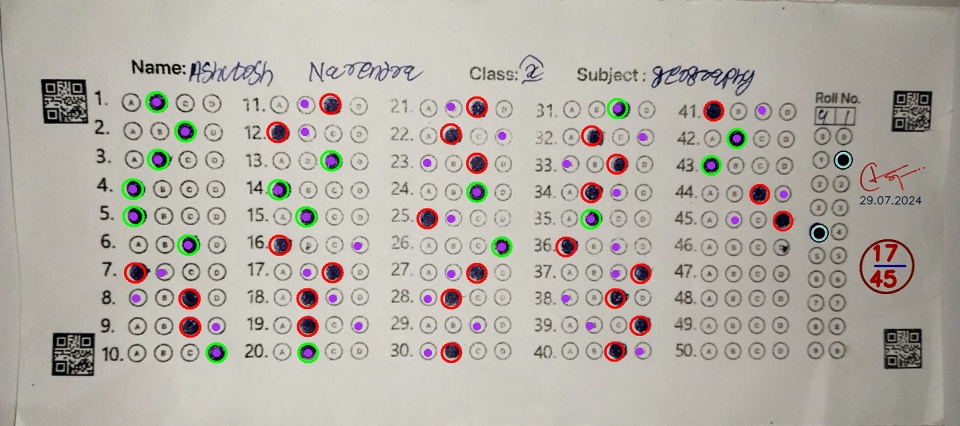 Name: Ashutosh Narendra Class: X Subject: geography
Roll No.
4 1
1. A B C D
2. A B C D
3. A B C D
4. A B C D
5. A B C D
6. A B C D
7. A B C D
8. A B C D
9. A B C D
10. A B C D
11. A B C D
12. A B C D
13. A B C D
14. A B C D
15. A B C D
16. A B C D
17. A B C D
18. A B C D
19. A B C D
20. A B C D
21. A B C D
22. A B C D
23. A B C D
24. A B C D
25. A B C D
26. A B C D
27. A B C D
28. A B C D
29. A B C D
30. A B C D
31. A B C D
32. A B C D
33. A B C D
34. A B C D
35. A B C D
36. A B C D
37. A B C D
38. A B C D
39. A B C D
40. A B C D
41. A B C D
42. A B C D
43. A B C D
44. A B C D
45. A B C D
46. A B C D
47. A B C D
48. A B C D
49. A B C D
50. A B C D
0 0
1
2 2
3 3
4
5 5
6 6
7 7
8 8
9 9
29.07.2024
17
45